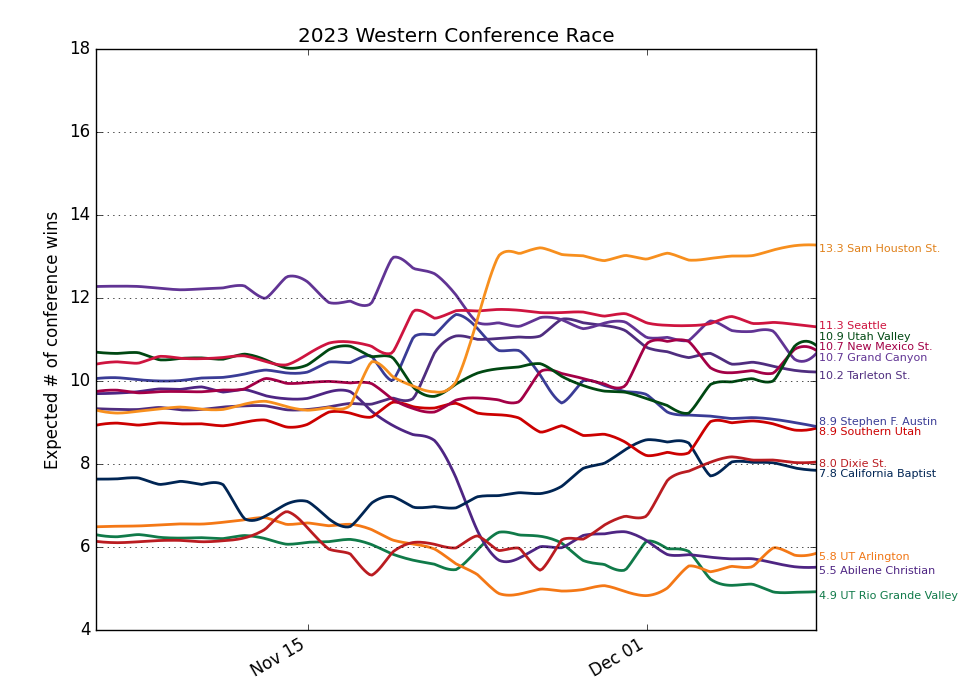 2023 Western Conference Race
Expected # of conference wins
18
16
14
12
10
8
6
4
Nov 15
Dec 01
13.3 Sam Houston St.
11.3 Seattle
10.9 Utah Valley
10.7 New Mexico St.
10.7 Grand Canyon
10.2 Tarleton St.
8.9 Stephen F. Austin
8.9 Southern Utah
8.0 Dixie St.
7.8 California Baptist
5.8 UT Arlington
5.5 Abilene Christian
4.9 UT Rio Grande Valley